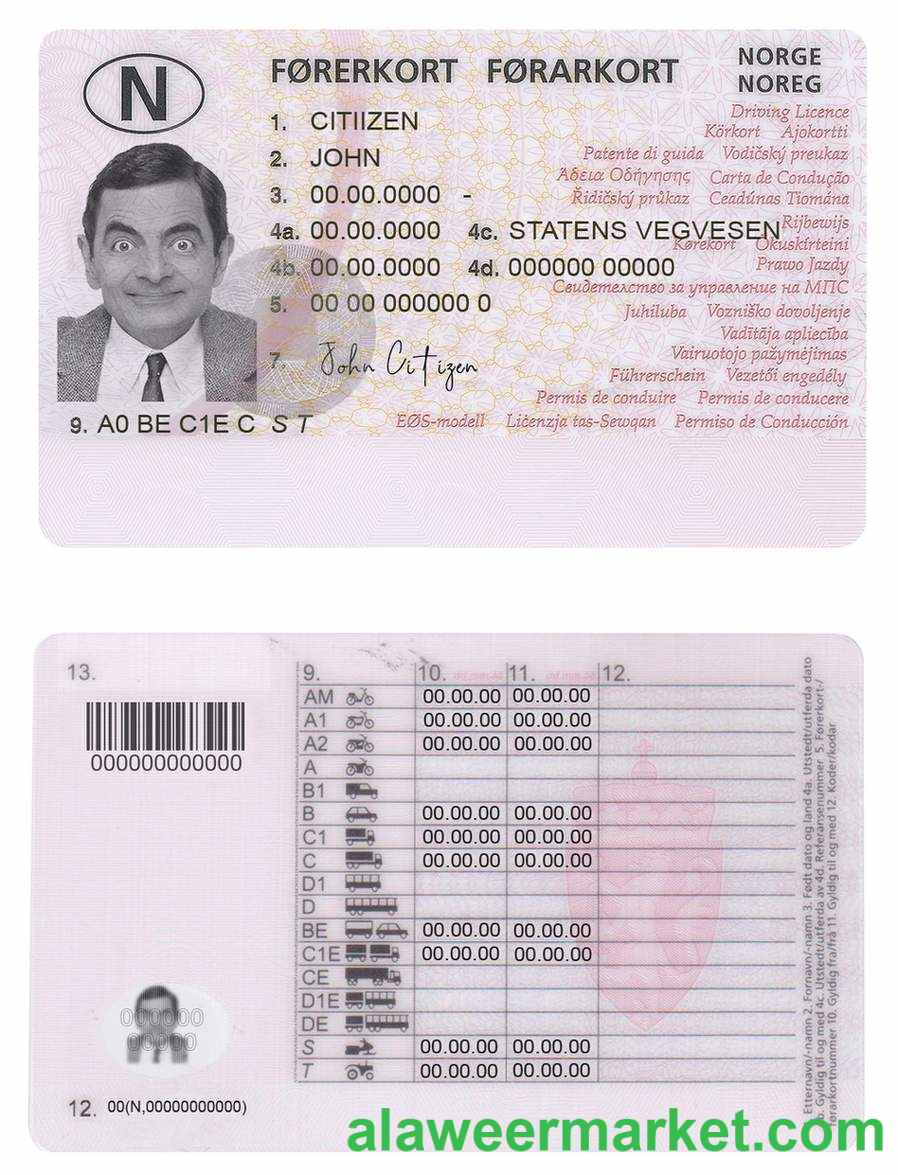 N
FØRERKORT FØRARKORT
NORGE
NOREG
1. CITIIZEN
2. JOHN
3. 00.00.0000 -
4a. 00.00.0000 4c. STATENS VEGVESEN
4b. 00.00.0000 4d. 000000 00000
5. 00 00 000000 0
7. John Citizen
9. A0 BE C1E C S T
Driving Licence
Körkort Ajokortti
Patente di guida Vodičský preukaz
Άδεια Οδήγησης Carta de Condução
Řidičský průkaz Ceadúnas Tiomána
Rijbewijs
Kørekort Ökuskírteini
Prawo Jazdy
Свидетелство за управление на МПС
Juhiluba Vozniško dovoljenje
Vadītāja apliecība
Vairuotojo pažymėjimas
Führerschein Vezetői engedély
Permis de conduire Permis de conducere
EØS-modell Liċenzja tas-Sewqan Permiso de Conducción
13.
000000000000
000000
00000
12. 00(N,00000000000)
9. 10. 11. 12.
AM 00.00.00 00.00.00
A1 00.00.00 00.00.00
A2 00.00.00 00.00.00
A
B1
B 00.00.00 00.00.00
C1 00.00.00 00.00.00
C 00.00.00 00.00.00
D1
D
BE 00.00.00 00.00.00
C1E 00.00.00 00.00.00
CE
D1E
DE
S 00.00.00 00.00.00
T 00.00.00 00.00.00
Etternavn/-namn 2. Fornavn/-namn 3. Født dato og land 4a. Utstedt/utferda dato
b. Gyldig til og med 4c. Utstedt/utferda av 4d. Referansenummer 5. Førerkort-/
førarkortnummer 10. Gyldig fra/frå 11. Gyldig til og med 12. Koder/kodar
alaweermarket.com